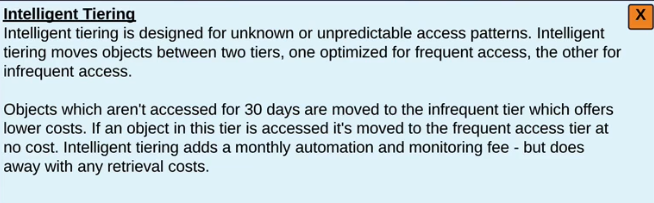 Intelligent Tiering
X
Intelligent tiering is designed for unknown or unpredictable access patterns. Intelligent
tiering moves objects between two tiers, one optimized for frequent access, the other for
infrequent access.
Objects which aren't accessed for 30 days are moved to the infrequent tier which offers
lower costs. If an object in this tier is accessed it's moved to the frequent access tier at
no cost. Intelligent tiering adds a monthly automation and monitoring fee - but does
away with any retrieval costs.